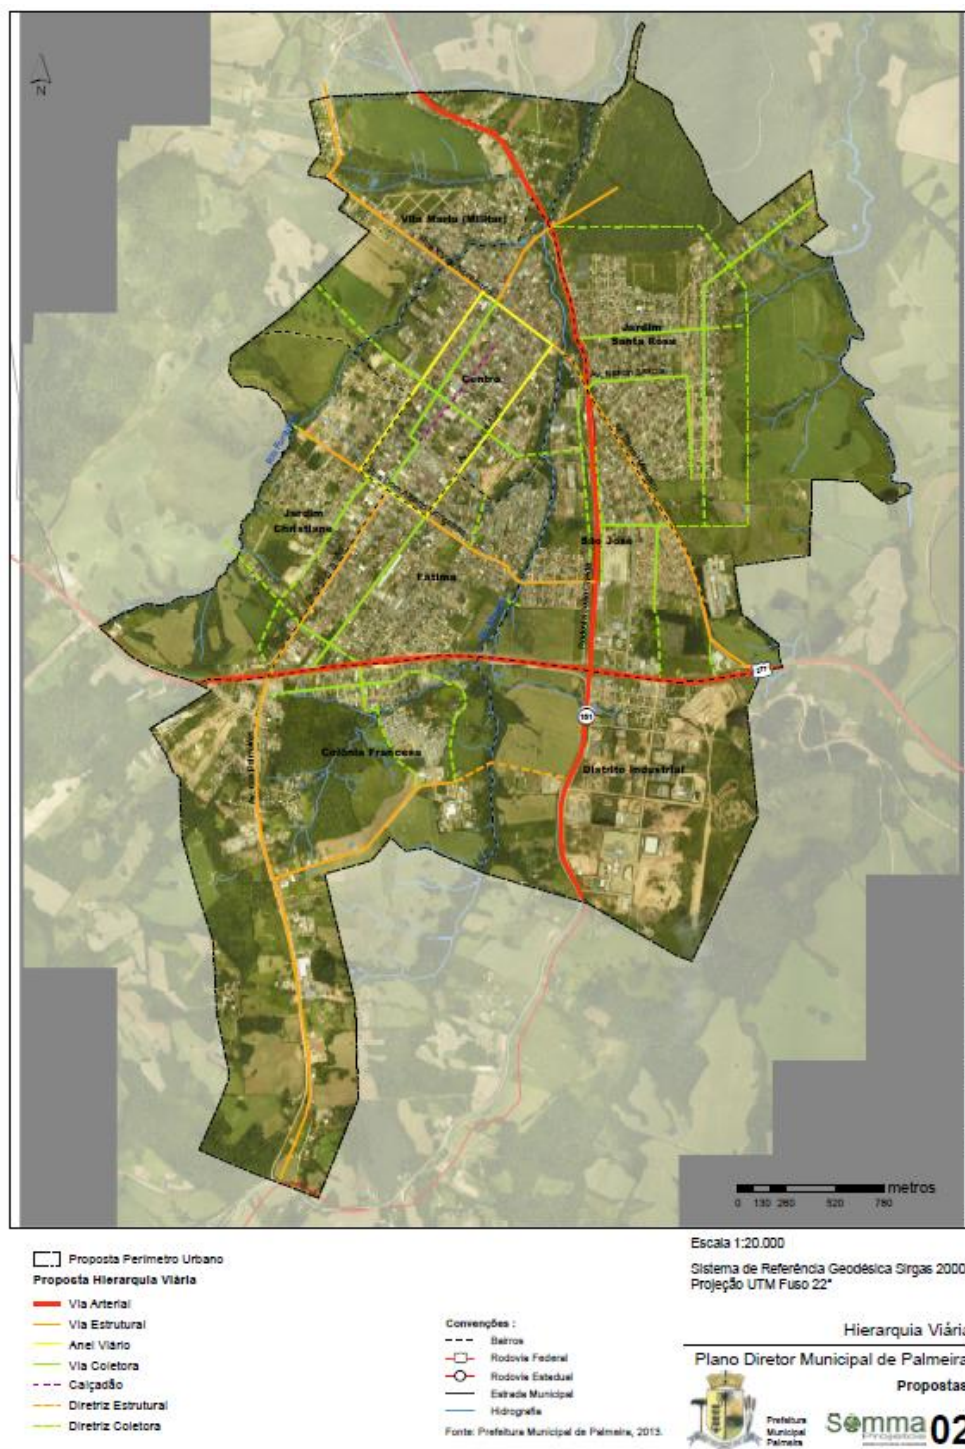 N
Vila Maria (Militar)
Jardim
Santa Rosa
Centro
Jardim
Christiane
São José
Fátima
277
151
Colônia Francesa
Distrito Industrial
metros
0 130 260 520 780
Escala 1:20.000
Sistema de Referência Geodésica Sirgas 2000
Projeção UTM Fuso 22°
Proposta Perímetro Urbano
Proposta Hierarquia Viária
Via Arterial
Via Estrutural
Anel Viário
Via Coletora
Calçadão
Diretriz Estrutural
Diretriz Coletora
Convenções :
Bairros
Rodovia Federal
Rodovia Estadual
Estrada Municipal
Hidrografia
Fonte: Prefeitura Municipal de Palmeira, 2013.
Hierarquia Viária
Plano Diretor Municipal de Palmeira
Propostas
Prefeitura
Municipal
Palmeira
Somma
Projetos
02